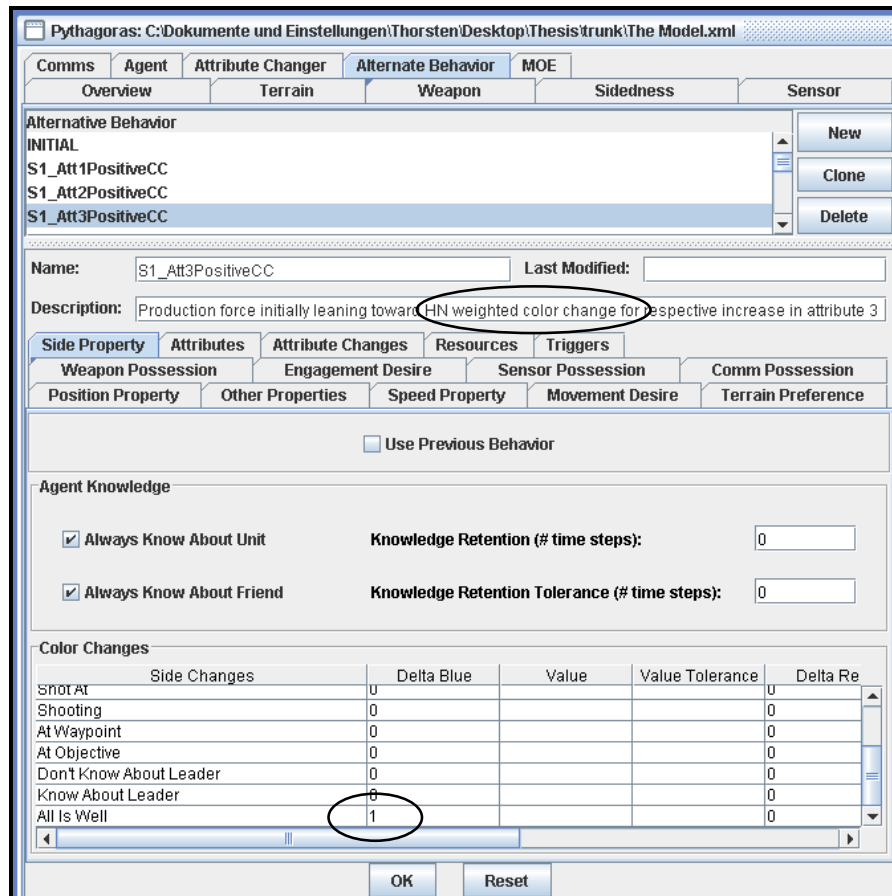 Pythagoras: C:\Dokumente und Einstellungen\Thorsten\Desktop\Thesis\trunk\The Model.xml
Comms Agent Attribute Changer Alternate Behavior MOE
Overview Terrain Weapon Sidedness Sensor
Alternative Behavior
INITIAL
S1_Att1PositiveCC
S1_Att2PositiveCC
S1_Att3PositiveCC
New
Clone
Delete
Name: S1_Att3PositiveCC Last Modified:
Description: Production force initially leaning toward HN weighted color change for respective increase in attribute 3
Side Property Attributes Attribute Changes Resources Triggers
Weapon Possession Engagement Desire Sensor Possession Comm Possession
Position Property Other Properties Speed Property Movement Desire Terrain Preference
Use Previous Behavior
Agent Knowledge
Always Know About Unit Knowledge Retention (# time steps): 0
Always Know About Friend Knowledge Retention Tolerance (# time steps): 0
Color Changes
Side Changes Delta Blue Value Value Tolerance Delta Re
Shot At 0 0
Shooting 0 0
At Waypoint 0 0
At Objective 0 0
Don't Know About Leader 0 0
Know About Leader 0 0
All Is Well 1 0
OK Reset